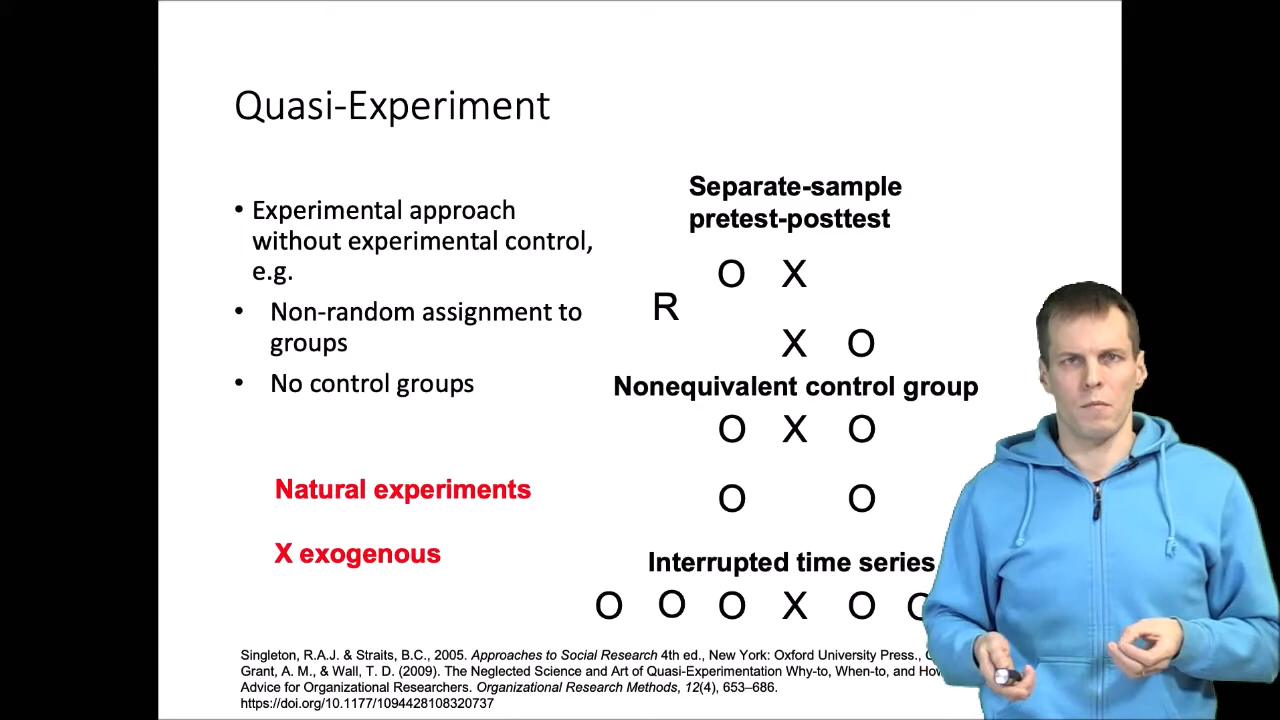 Quasi-Experiment
• Experimental approach
without experimental control,
e.g.
• Non-random assignment to
groups
• No control groups
Natural experiments
X exogenous
Separate-sample
pretest-posttest
O X
R
X O
Nonequivalent control group
O X O
O O
Interrupted time series
O O O X O
Singleton, R.A.J. & Straits, B.C., 2005. Approaches to Social Research 4th ed., New York: Oxford University Press.,
Grant, A. M., & Wall, T. D. (2009). The Neglected Science and Art of Quasi-Experimentation Why-to, When-to, and
Advice for Organizational Researchers. Organizational Research Methods, 12(4), 653–686.
https://doi.org/10.1177/1094428108320737